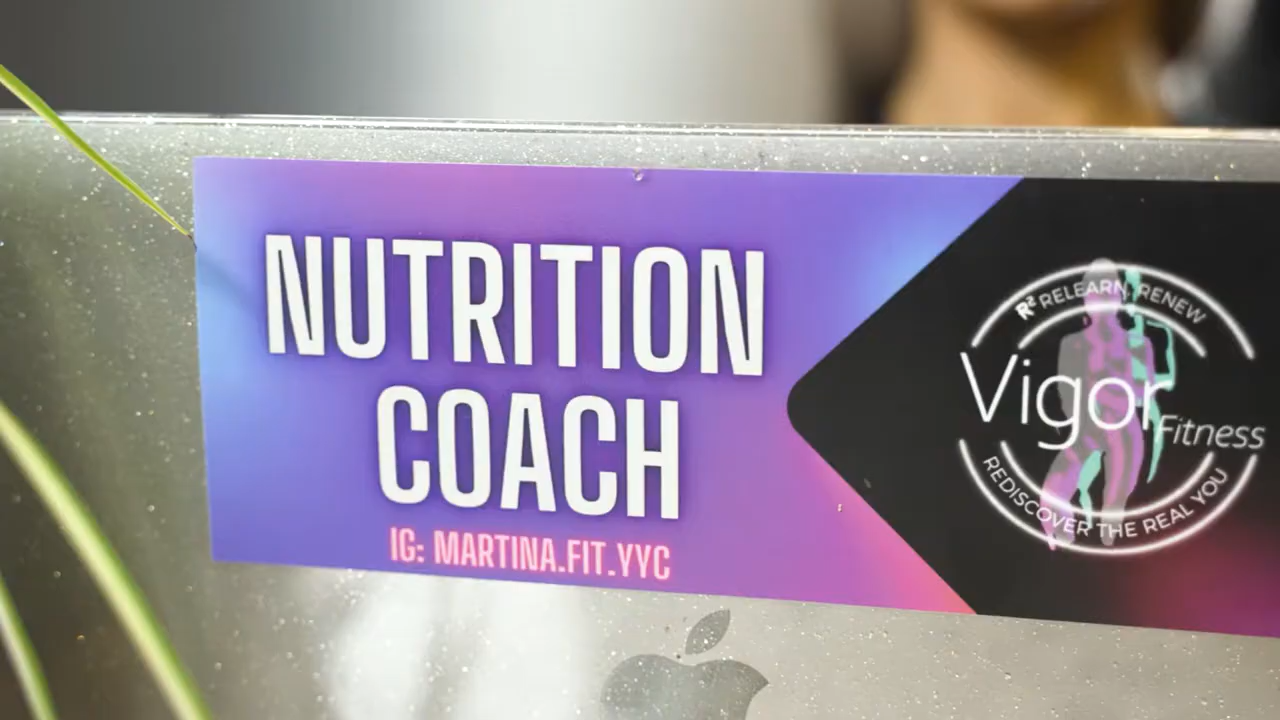 NUTRITION
COACH
IG: MARTINA.FIT.YYC
R² RELEARN, RENEW
Vigor
Fitness
REDISCOVER THE REAL YOU